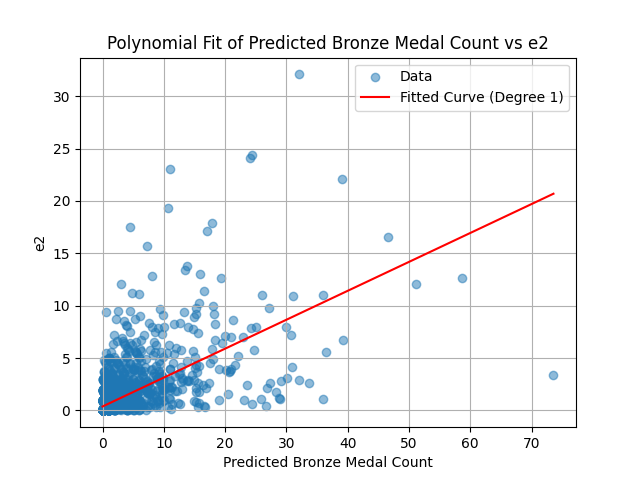 Polynomial Fit of Predicted Bronze Medal Count vs e2
Data
Fitted Curve (Degree 1)
30
25
20
15
10
5
0
e2
0 10 20 30 40 50 60 70
Predicted Bronze Medal Count